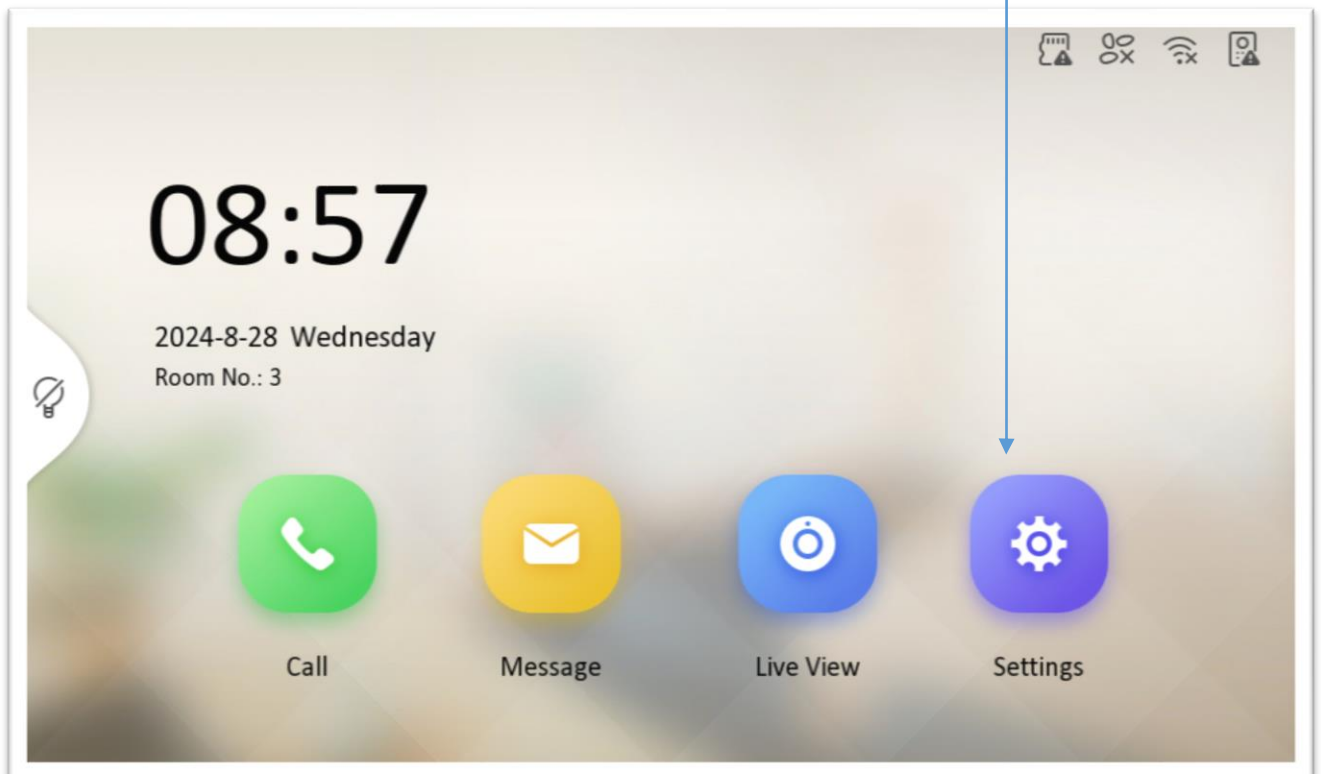 08:57
2024-8-28 Wednesday
Room No.: 3
Call
Message
Live View
Settings